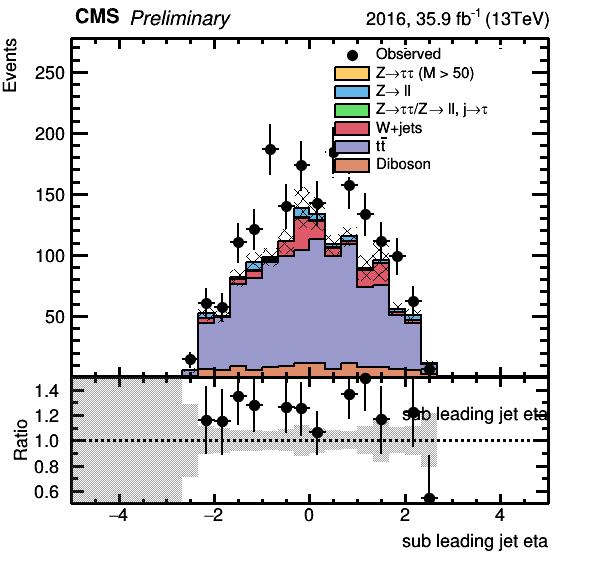 CMS Preliminary 2016, 35.9 fb⁻¹ (13TeV)
Events
250
200
150
100
50
Observed
Z→ττ (M > 50)
Z→ ll
Z→ττ/Z→ ll, j→τ
W+jets
tt̄
Diboson
Ratio
1.4
1.2
1.0
0.8
0.6
sub leading jet eta
−4 −2 0 2 4
sub leading jet eta